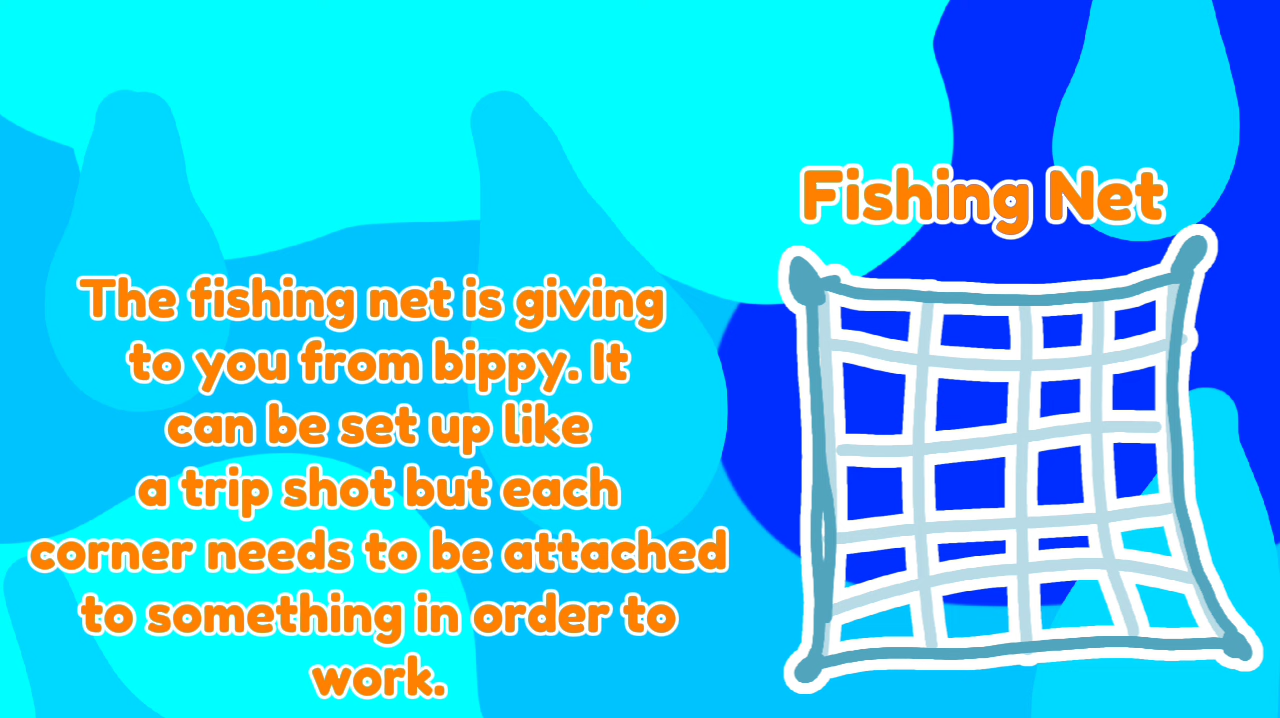 Fishing Net
The fishing net is giving
to you from bippy. It
can be set up like
a trip shot but each
corner needs to be attached
to something in order to
work.